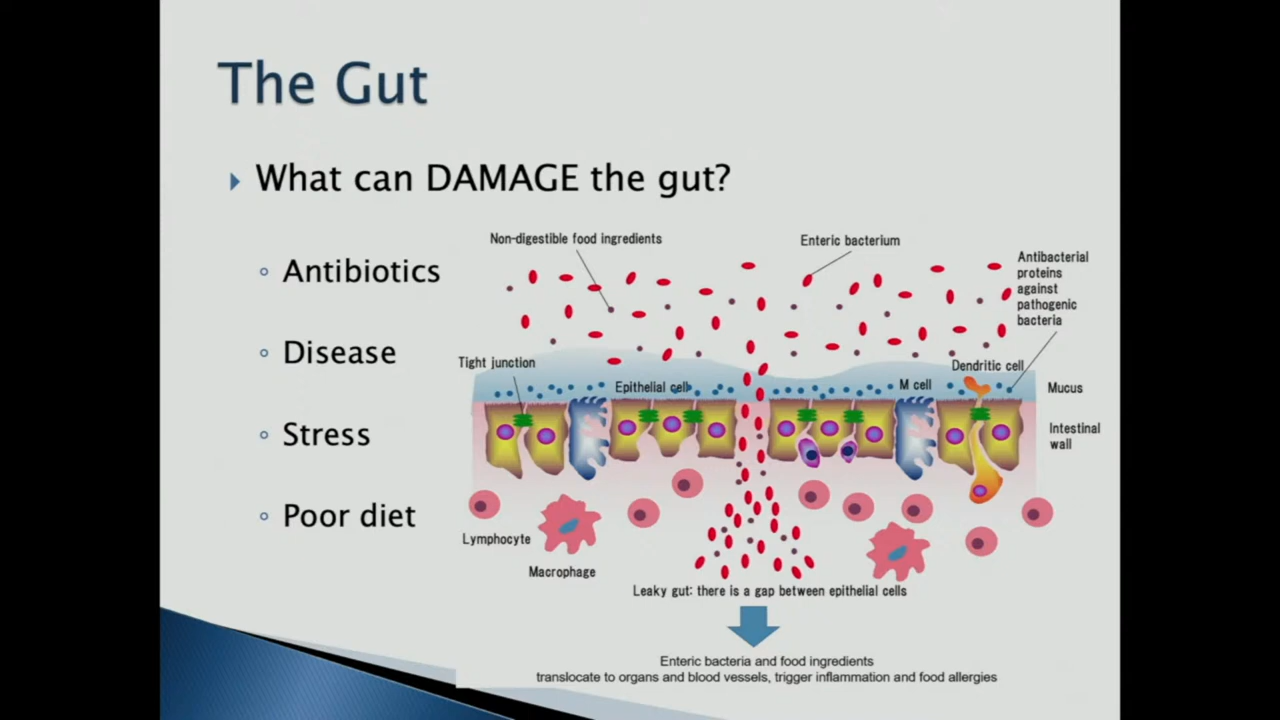 The Gut
What can DAMAGE the gut?
Antibiotics
Disease
Stress
Poor diet
Non-digestible food ingredients
Enteric bacterium
Antibacterial
proteins
against
pathogenic
bacteria
Tight junction
Epithelial cell
M cell
Dendritic cell
Mucus
Intestinal
wall
Lymphocyte
Macrophage
Leaky gut: there is a gap between epithelial cells
Enteric bacteria and food ingredients
translocate to organs and blood vessels, trigger inflammation and food allergies